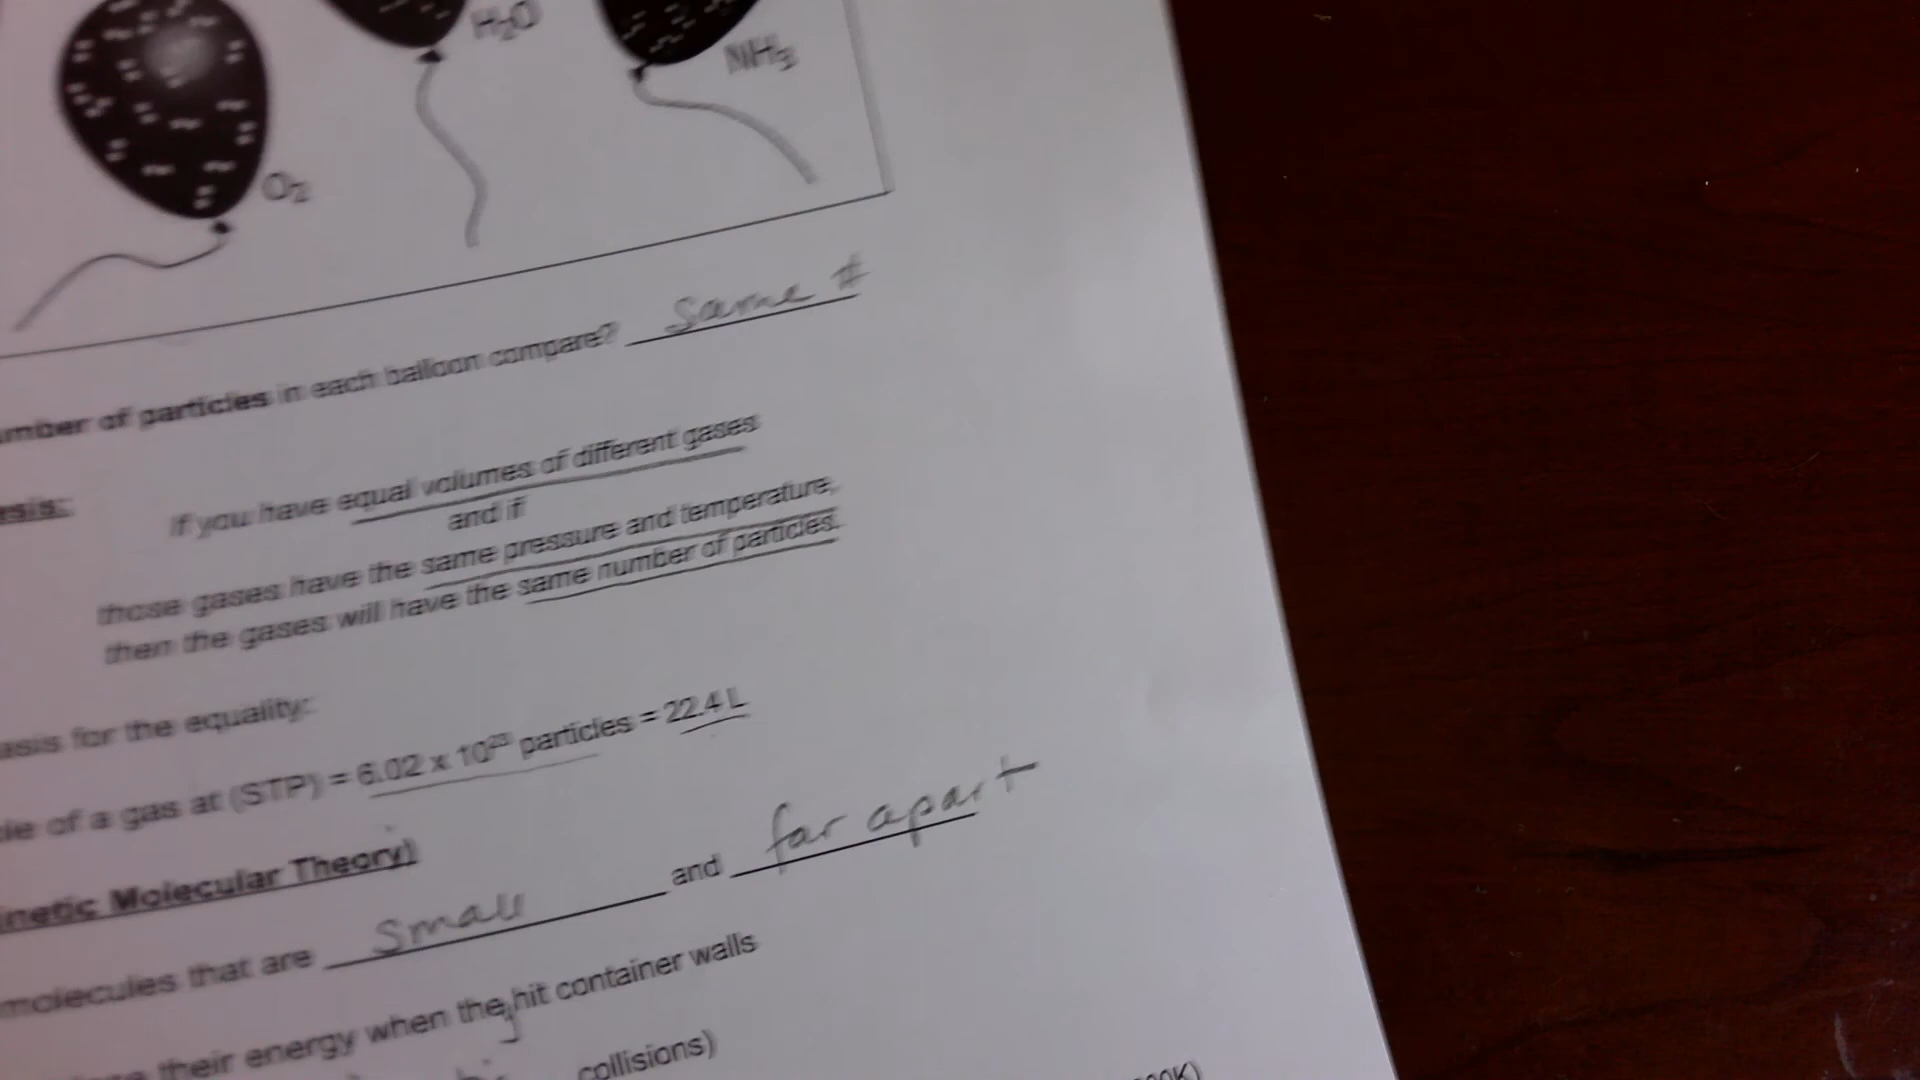 H2O
NH3
O2
umber of particles in each balloon compare? Same #
esis: If you have equal volumes of different gases
and if
those gases have the same pressure and temperature,
then the gases will have the same number of particles.
asis for the equality:
le of a gas at (STP) = 6.02 x 10²³ particles = 22.4 L
inetic Molecular Theory)
molecules that are Small and far apart
their energy when they hit container walls
collisions)
00K)